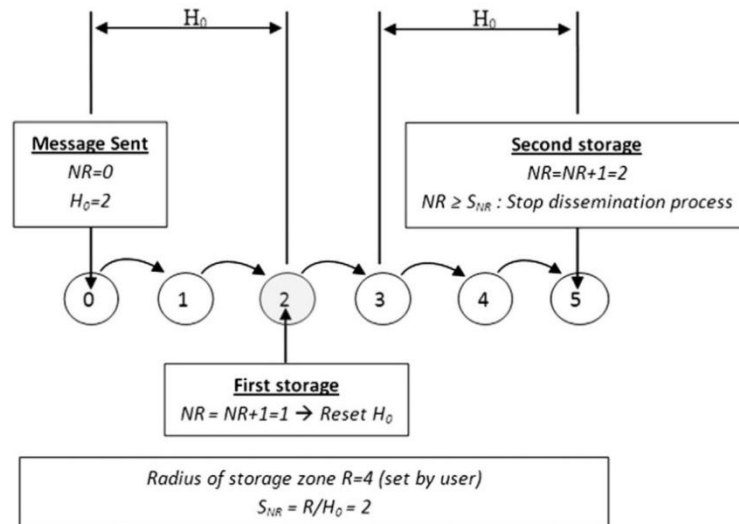 H₀
H₀
Message Sent
NR=0
H₀=2
Second storage
NR=NR+1=2
NR ≥ S_NR : Stop dissemination process
0
1
2
3
4
5
First storage
NR = NR+1=1 → Reset H₀
Radius of storage zone R=4 (set by user)
S_NR = R/H₀ = 2